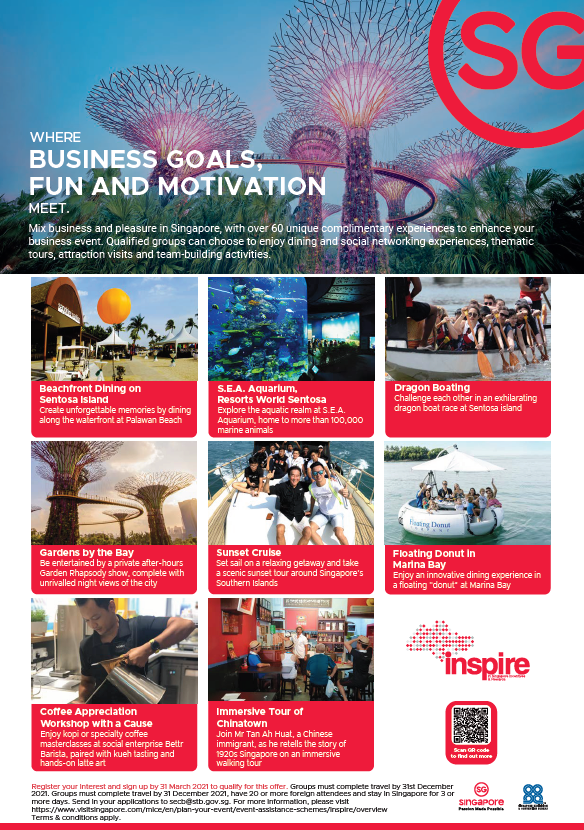 SG
WHERE
BUSINESS GOALS,
FUN AND MOTIVATION
MEET.
Mix business and pleasure in Singapore, with over 60 unique complimentary experiences to enhance your
business event. Qualified groups can choose to enjoy dining and social networking experiences, thematic
tours, attraction visits and team-building activities.
Beachfront Dining on
Sentosa Island
Create unforgettable memories by dining
along the waterfront at Palawan Beach
S.E.A. Aquarium,
Resorts World Sentosa
Explore the aquatic realm at S.E.A.
Aquarium, home to more than 100,000
marine animals
Dragon Boating
Challenge each other in an exhilarating
dragon boat race at Sentosa island
Gardens by the Bay
Be entertained by a private after-hours
Garden Rhapsody show, complete with
unrivalled night views of the city
Sunset Cruise
Set sail on a relaxing getaway and take
a scenic sunset tour around Singapore's
Southern Islands
Floating Donut
COMPANY
Floating Donut in
Marina Bay
Enjoy an innovative dining experience in
a floating "donut" at Marina Bay
Coffee Appreciation
Workshop with a Cause
Enjoy kopi or specialty coffee
masterclasses at social enterprise Bettr
Barista, paired with kueh tasting and
hands-on latte art
Immersive Tour of
Chinatown
Join Mr Tan Ah Huat, a Chinese
immigrant, as he retells the story of
1920s Singapore on an immersive
walking tour
inspire
Scan QR code
to find out more
Register your interest and sign up by 31 March 2021 to qualify for this offer. Groups must complete travel by 31st December
2021. Groups must complete travel by 31 December 2021, have 20 or more foreign attendees and stay in Singapore for 3 or
more days. Send in your applications to secb@stb.gov.sg. For more information, please visit
https://www.visitsingapore.com/mice/en/plan-your-event/event-assistance-schemes/inspire/overview
Terms & conditions apply.
SG
singapore
Passion Made Possible